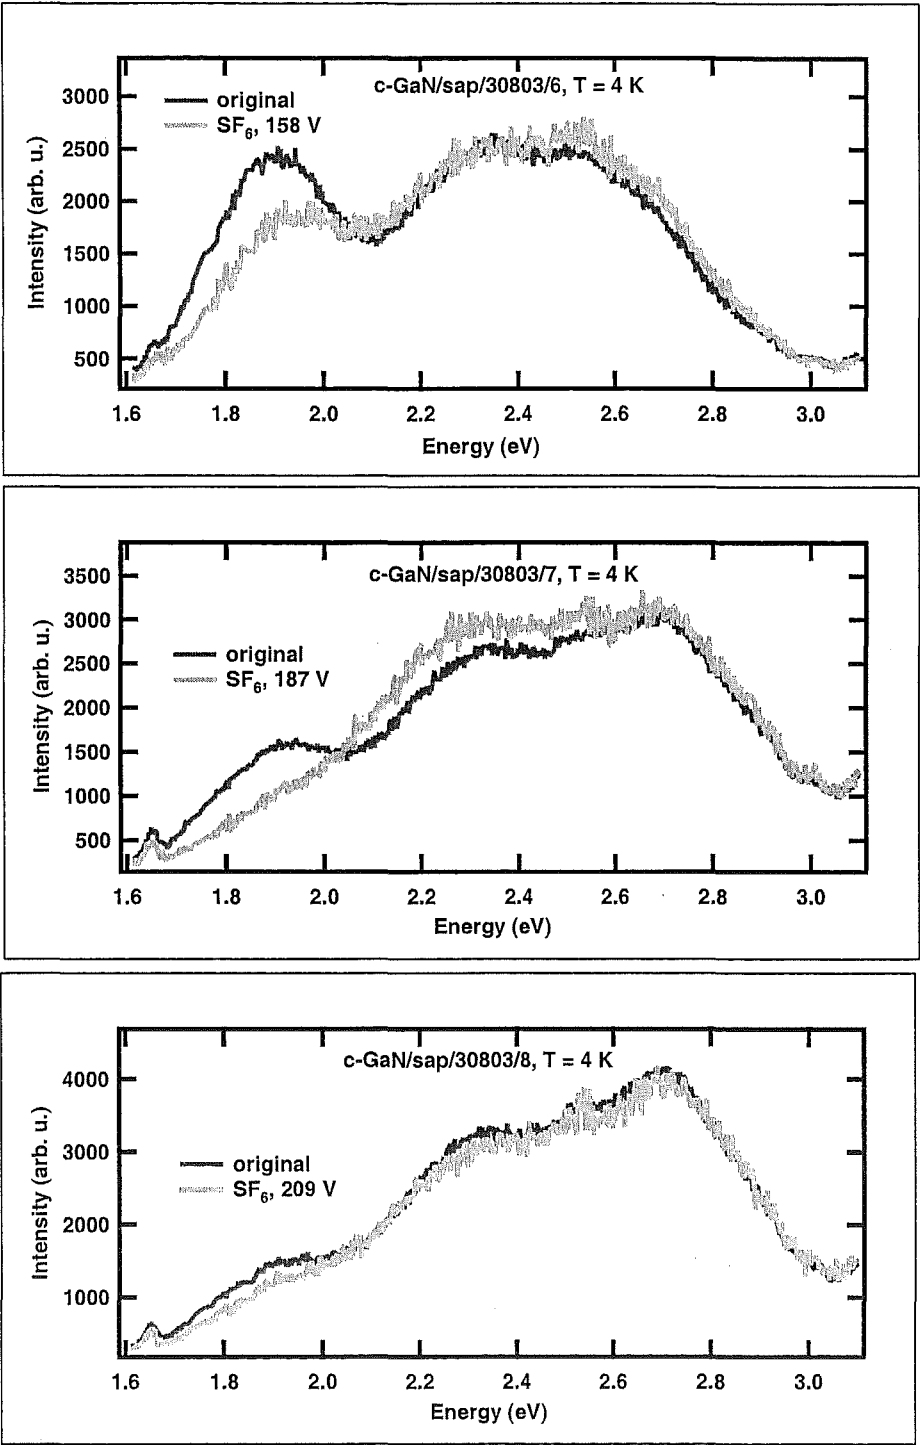 c-GaN/sap/30803/6, T = 4 K
original
SF6, 158 V
Intensity (arb. u.)
3000
2500
2000
1500
1000
500
1.6 1.8 2.0 2.2 2.4 2.6 2.8 3.0
Energy (eV)
c-GaN/sap/30803/7, T = 4 K
original
SF6, 187 V
Intensity (arb. u.)
3500
3000
2500
2000
1500
1000
500
1.6 1.8 2.0 2.2 2.4 2.6 2.8 3.0
Energy (eV)
c-GaN/sap/30803/8, T = 4 K
original
SF6, 209 V
Intensity (arb. u.)
4000
3000
2000
1000
1.6 1.8 2.0 2.2 2.4 2.6 2.8 3.0
Energy (eV)